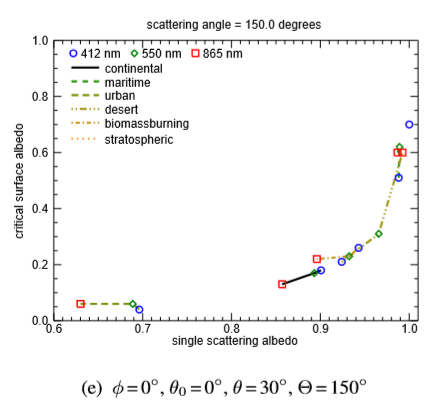 scattering angle = 150.0 degrees
1.0
412 nm 550 nm 865 nm
continental
0.8
maritime
urban
desert
biomassburning
0.6
stratospheric
critical surface albedo
0.4
0.2
0.0
0.6 0.7 0.8 0.9 1.0
single scattering albedo
(e) ϕ=0°, θ₀=0°, θ=30°, Θ=150°